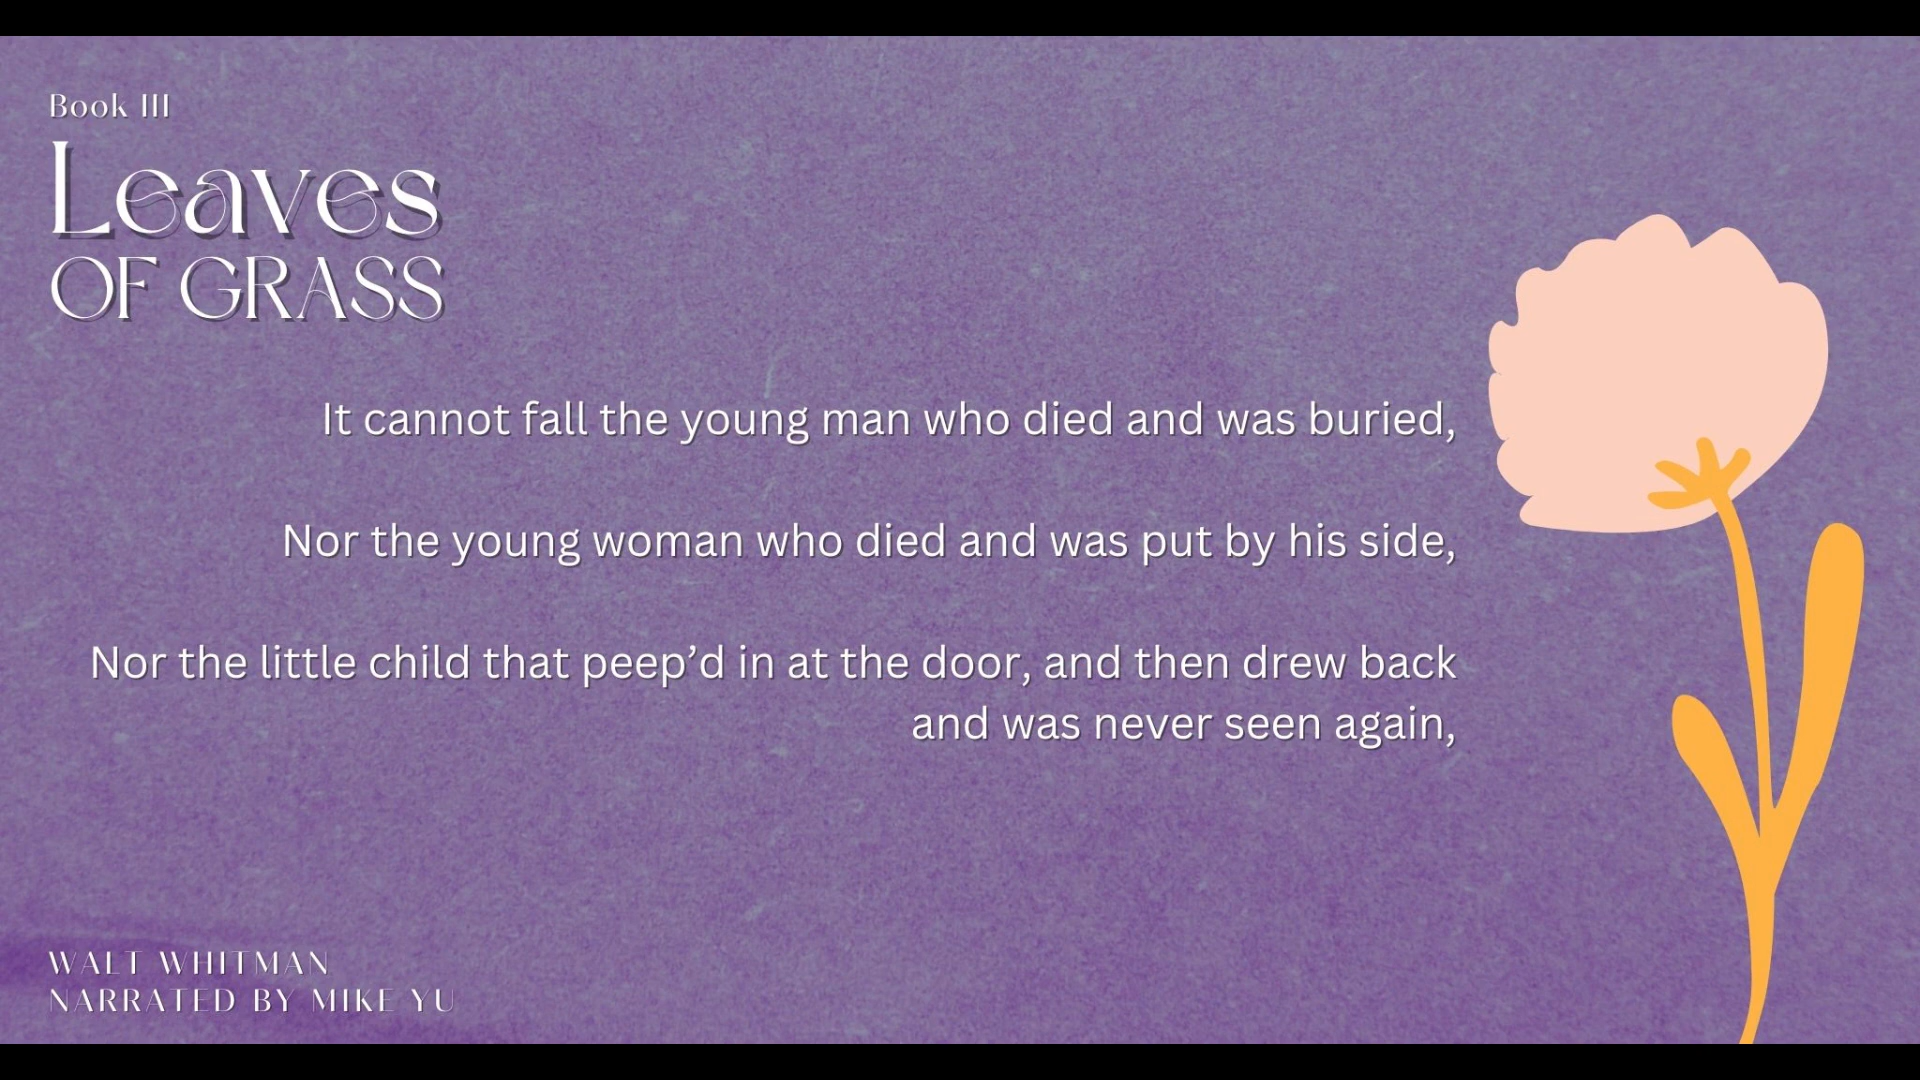 Book III
Leaves
OF GRASS
It cannot fall the young man who died and was buried,
Nor the young woman who died and was put by his side,
Nor the little child that peep’d in at the door, and then drew back
and was never seen again,
WALT WHITMAN
NARRATED BY MIKE YU